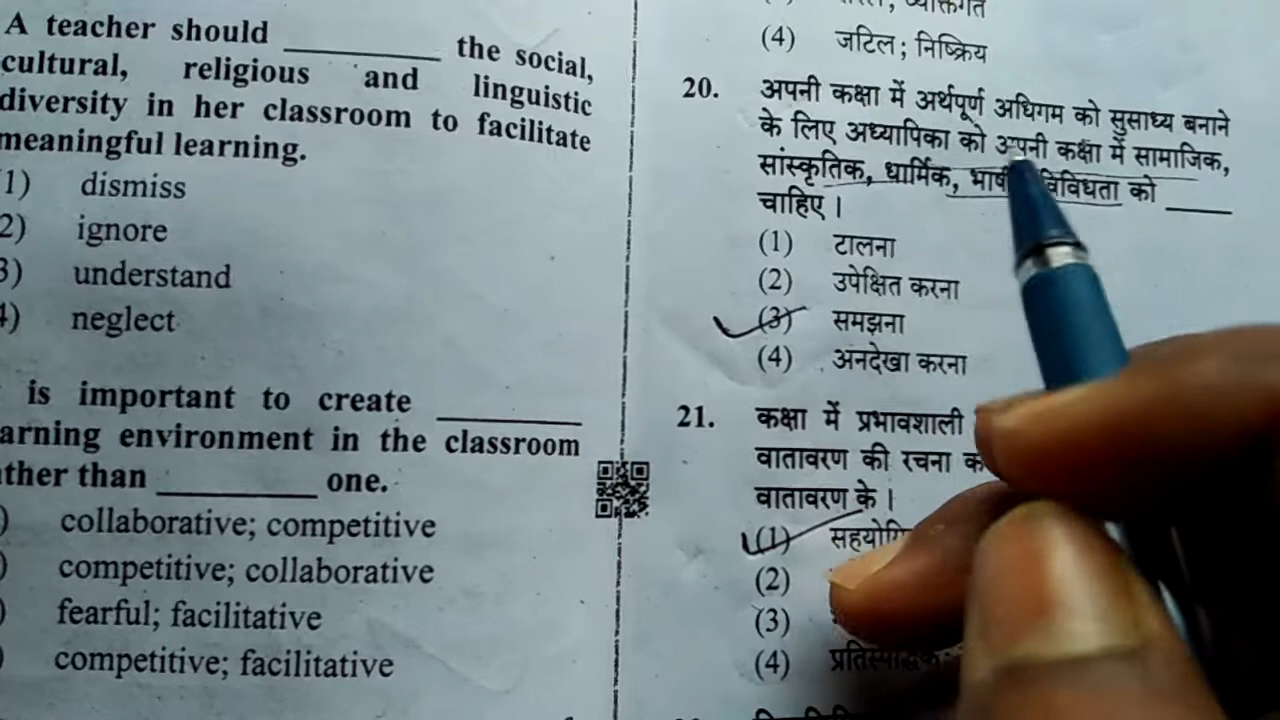 A teacher should ________ the social,
cultural, religious and linguistic
diversity in her classroom to facilitate
meaningful learning.
1) dismiss
2) ignore
3) understand
4) neglect
is important to create ________
arning environment in the classroom
ther than ________ one.
) collaborative; competitive
) competitive; collaborative
) fearful; facilitative
) competitive; facilitative
(4) जटिल ; निष्क्रिय
20. अपनी कक्षा में अर्थपूर्ण अधिगम को सुसाध्य बनाने
के लिए अध्यापिका को अपनी कक्षा में सामाजिक,
सांस्कृतिक, धार्मिक, विविधता को ____
चाहिए ।
(1) टालना
(2) उपेक्षित करना
(3) समझना
(4) अनदेखा करना
21. कक्षा में प्रभावशाली
वातावरण की रचना
वातावरण के ।
(1)
(2)
(3)
(4)